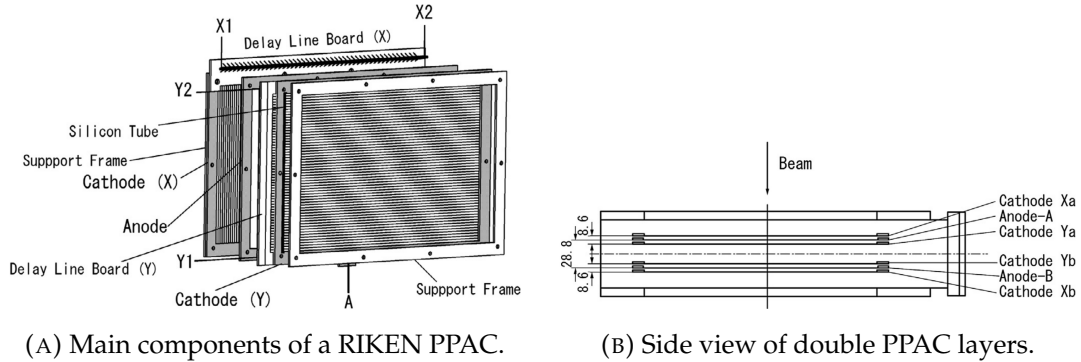 X1
X2
Delay Line Board (X)
Y2
Silicon Tube
Suppport Frame
Cathode (X)
Anode
Delay Line Board (Y)
Y1
Cathode (Y)
A
Suppport Frame
(A) Main components of a RIKEN PPAC.
Beam
8.6
28.8
8.6
Cathode Xa
Anode-A
Cathode Ya
Cathode Yb
Anode-B
Cathode Xb
(B) Side view of double PPAC layers.